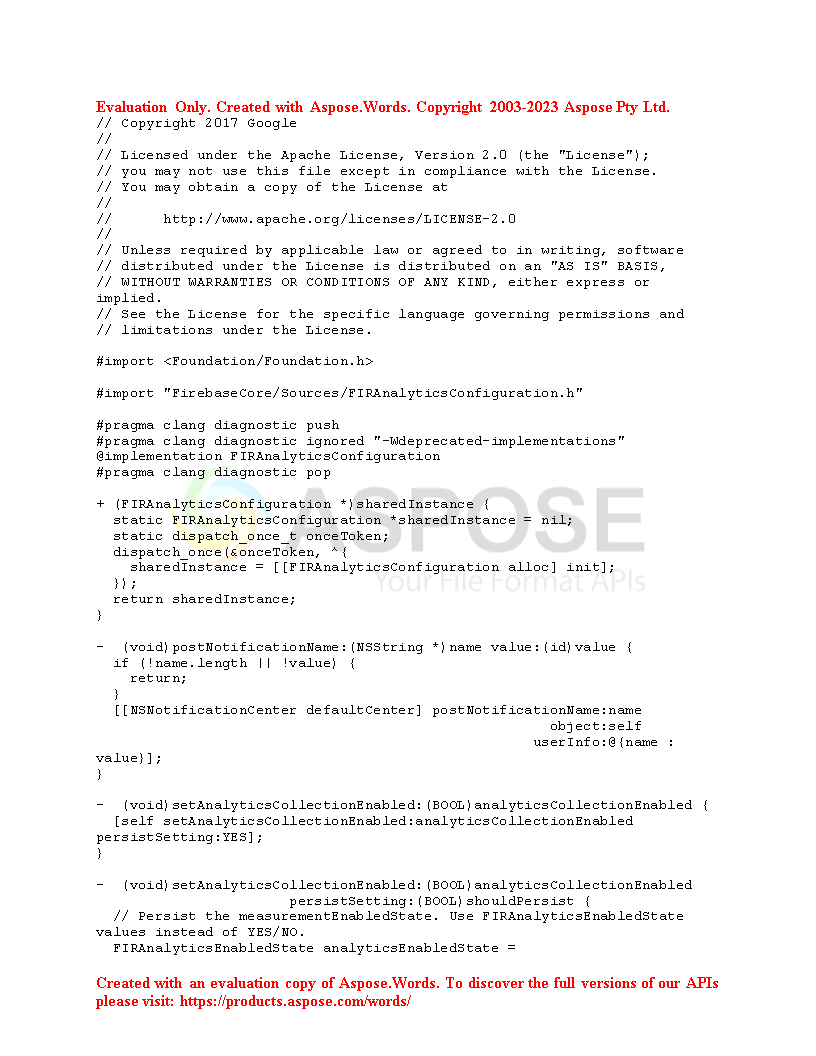 Evaluation Only. Created with Aspose.Words. Copyright 2003-2023 Aspose Pty Ltd.
// Copyright 2017 Google
//
// Licensed under the Apache License, Version 2.0 (the "License");
// you may not use this file except in compliance with the License.
// You may obtain a copy of the License at
//
//      http://www.apache.org/licenses/LICENSE-2.0
//
// Unless required by applicable law or agreed to in writing, software
// distributed under the License is distributed on an "AS IS" BASIS,
// WITHOUT WARRANTIES OR CONDITIONS OF ANY KIND, either express or
implied.
// See the License for the specific language governing permissions and
// limitations under the License.

#import <Foundation/Foundation.h>

#import "FirebaseCore/Sources/FIRAnalyticsConfiguration.h"

#pragma clang diagnostic push
#pragma clang diagnostic ignored "-Wdeprecated-implementations"
@implementation FIRAnalyticsConfiguration
#pragma clang diagnostic pop

+ (FIRAnalyticsConfiguration *)sharedInstance {
  static FIRAnalyticsConfiguration *sharedInstance = nil;
  static dispatch_once_t onceToken;
  dispatch_once(&onceToken, ^{
    sharedInstance = [[FIRAnalyticsConfiguration alloc] init];
  });
  return sharedInstance;
}
ASPOSE
Your File Format APIs

-  (void)postNotificationName:(NSString *)name value:(id)value {
  if (!name.length || !value) {
    return;
  }
  [[NSNotificationCenter defaultCenter] postNotificationName:name
                                                      object:self
                                                    userInfo:@{name :
value}];
}

-  (void)setAnalyticsCollectionEnabled:(BOOL)analyticsCollectionEnabled {
  [self setAnalyticsCollectionEnabled:analyticsCollectionEnabled
persistSetting:YES];
}

-  (void)setAnalyticsCollectionEnabled:(BOOL)analyticsCollectionEnabled
                       persistSetting:(BOOL)shouldPersist {
  // Persist the measurementEnabledState. Use FIRAnalyticsEnabledState
values instead of YES/NO.
  FIRAnalyticsEnabledState analyticsEnabledState =

Created with an evaluation copy of Aspose.Words. To discover the full versions of our APIs
please visit: https://products.aspose.com/words/